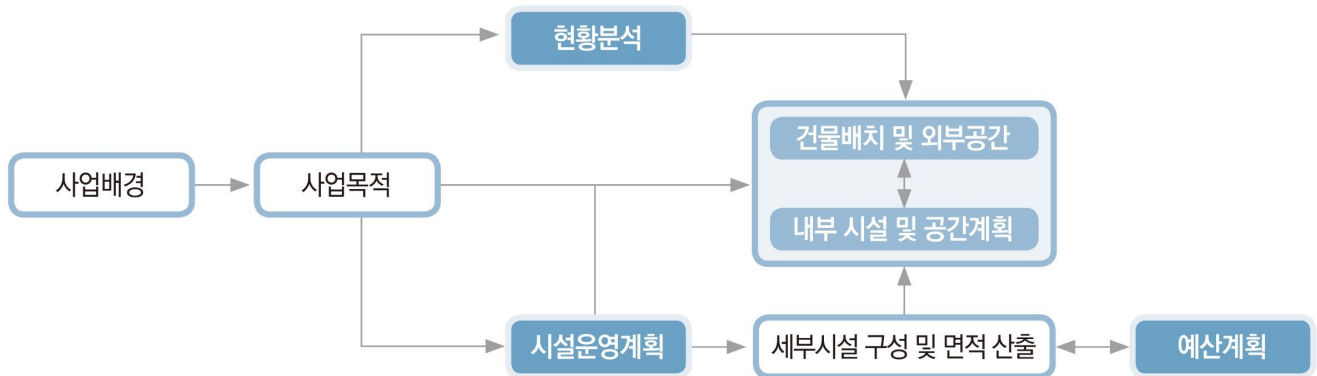 현황분석
건물배치 및 외부공간
사업배경
사업목적
내부 시설 및 공간계획
시설운영계획
세부시설 구성 및 면적 산출
예산계획